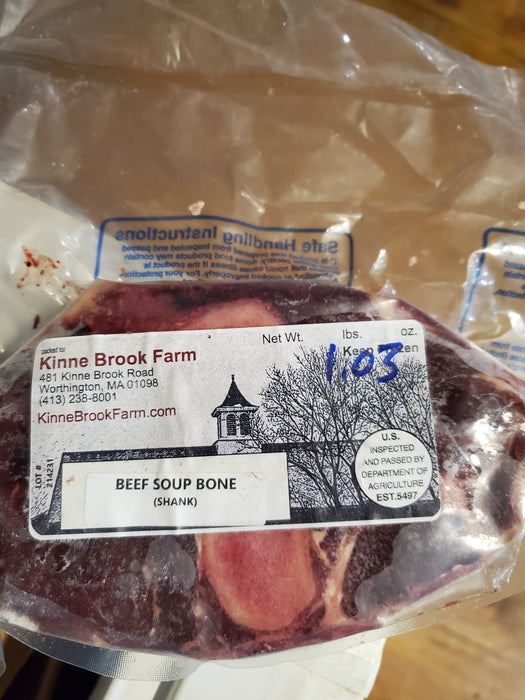 Safe Handling Instructions
packed for
Kinne Brook Farm
481 Kinne Brook Road
Worthington, MA 01098
(413) 238-8001
KinneBrookFarm.com
Net Wt. lbs. oz.
1.03
LOT #
214231
BEEF SOUP BONE
(SHANK)
U.S.
INSPECTED
AND PASSED BY
DEPARTMENT OF
AGRICULTURE
EST.5497